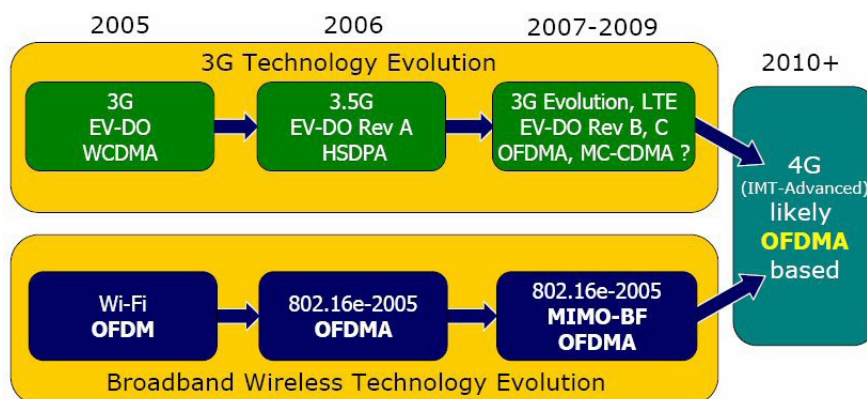 2005
2006
2007-2009
2010+
3G Technology Evolution
3G
EV-DO
WCDMA
3.5G
EV-DO Rev A
HSDPA
3G Evolution, LTE
EV-DO Rev B, C
OFDMA, MC-CDMA ?
4G
(IMT-Advanced)
likely
OFDMA
based
Wi-Fi
OFDM
802.16e-2005
OFDMA
802.16e-2005
MIMO-BF
OFDMA
Broadband Wireless Technology Evolution